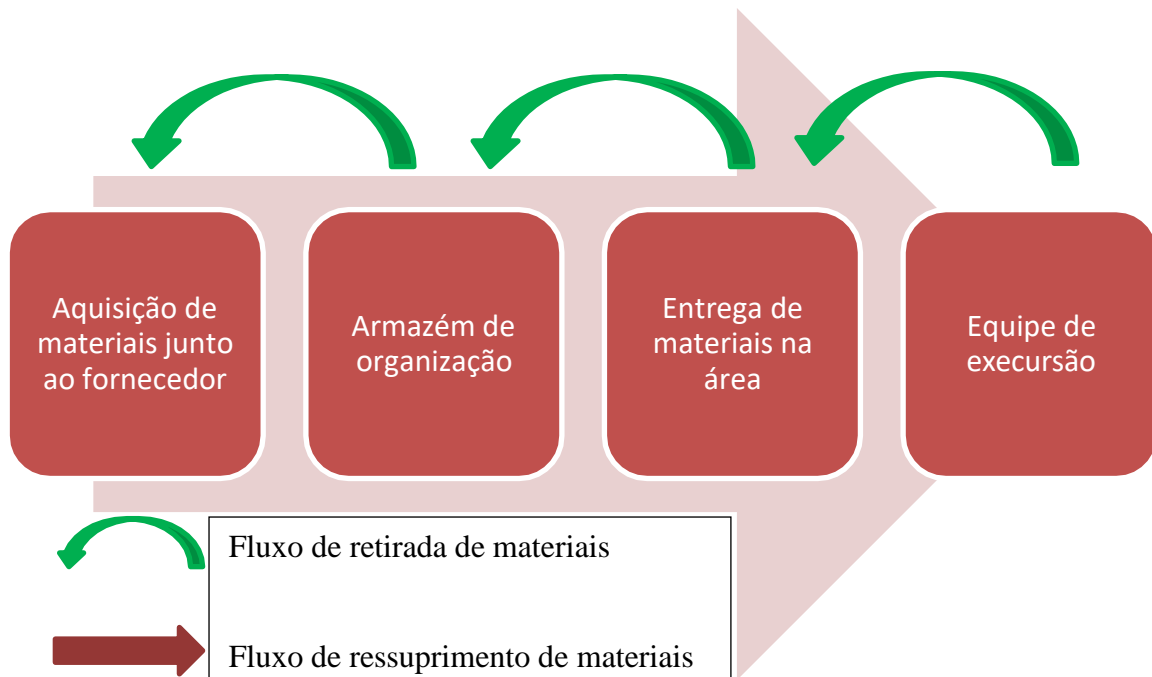 Aquisição de
materiais junto
ao fornecedor
Armazém de
organização
Entrega de
materiais na
área
Equipe de
execursão
Fluxo de retirada de materiais
Fluxo de ressuprimento de materiais